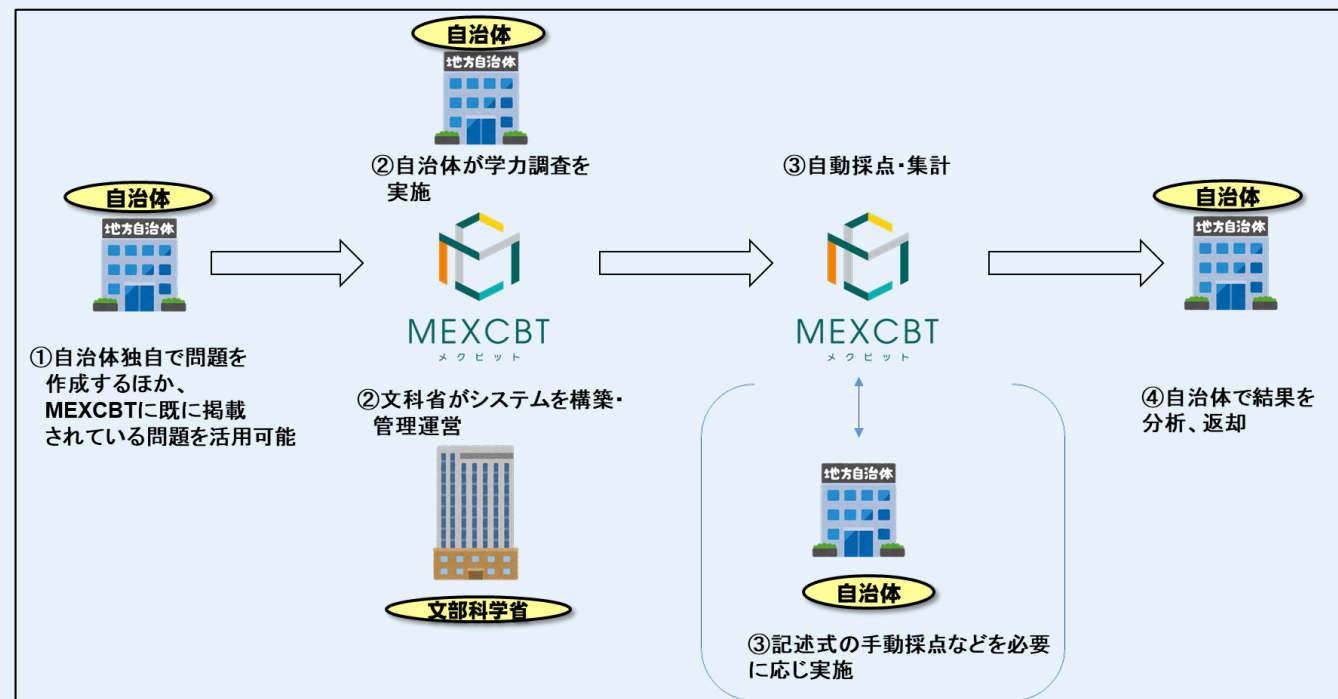 自治体
地方自治体
①自治体独自で問題を
作成するほか、
MEXCBTに既に掲載
されている問題を活用可能
自治体
地方自治体
②自治体が学力調査を
実施
MEXCBT
メクビット
②文科省がシステムを構築・
管理運営
文部科学省
③自動採点・集計
MEXCBT
メクビット
地方自治体
自治体
③記述式の手動採点などを必要
に応じ実施
自治体
地方自治体
④自治体で結果を
分析、返却